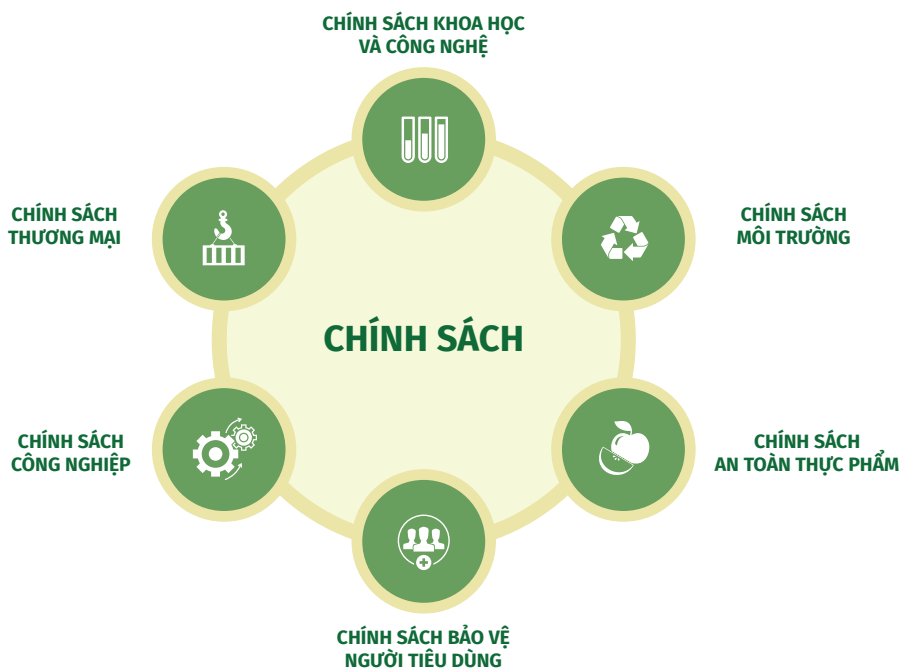 CHÍNH SÁCH KHOA HỌC
VÀ CÔNG NGHỆ
CHÍNH SÁCH
THƯƠNG MẠI
CHÍNH SÁCH
MÔI TRƯỜNG
CHÍNH SÁCH
CHÍNH SÁCH
CÔNG NGHIỆP
CHÍNH SÁCH
AN TOÀN THỰC PHẨM
CHÍNH SÁCH BẢO VỆ
NGƯỜI TIÊU DÙNG